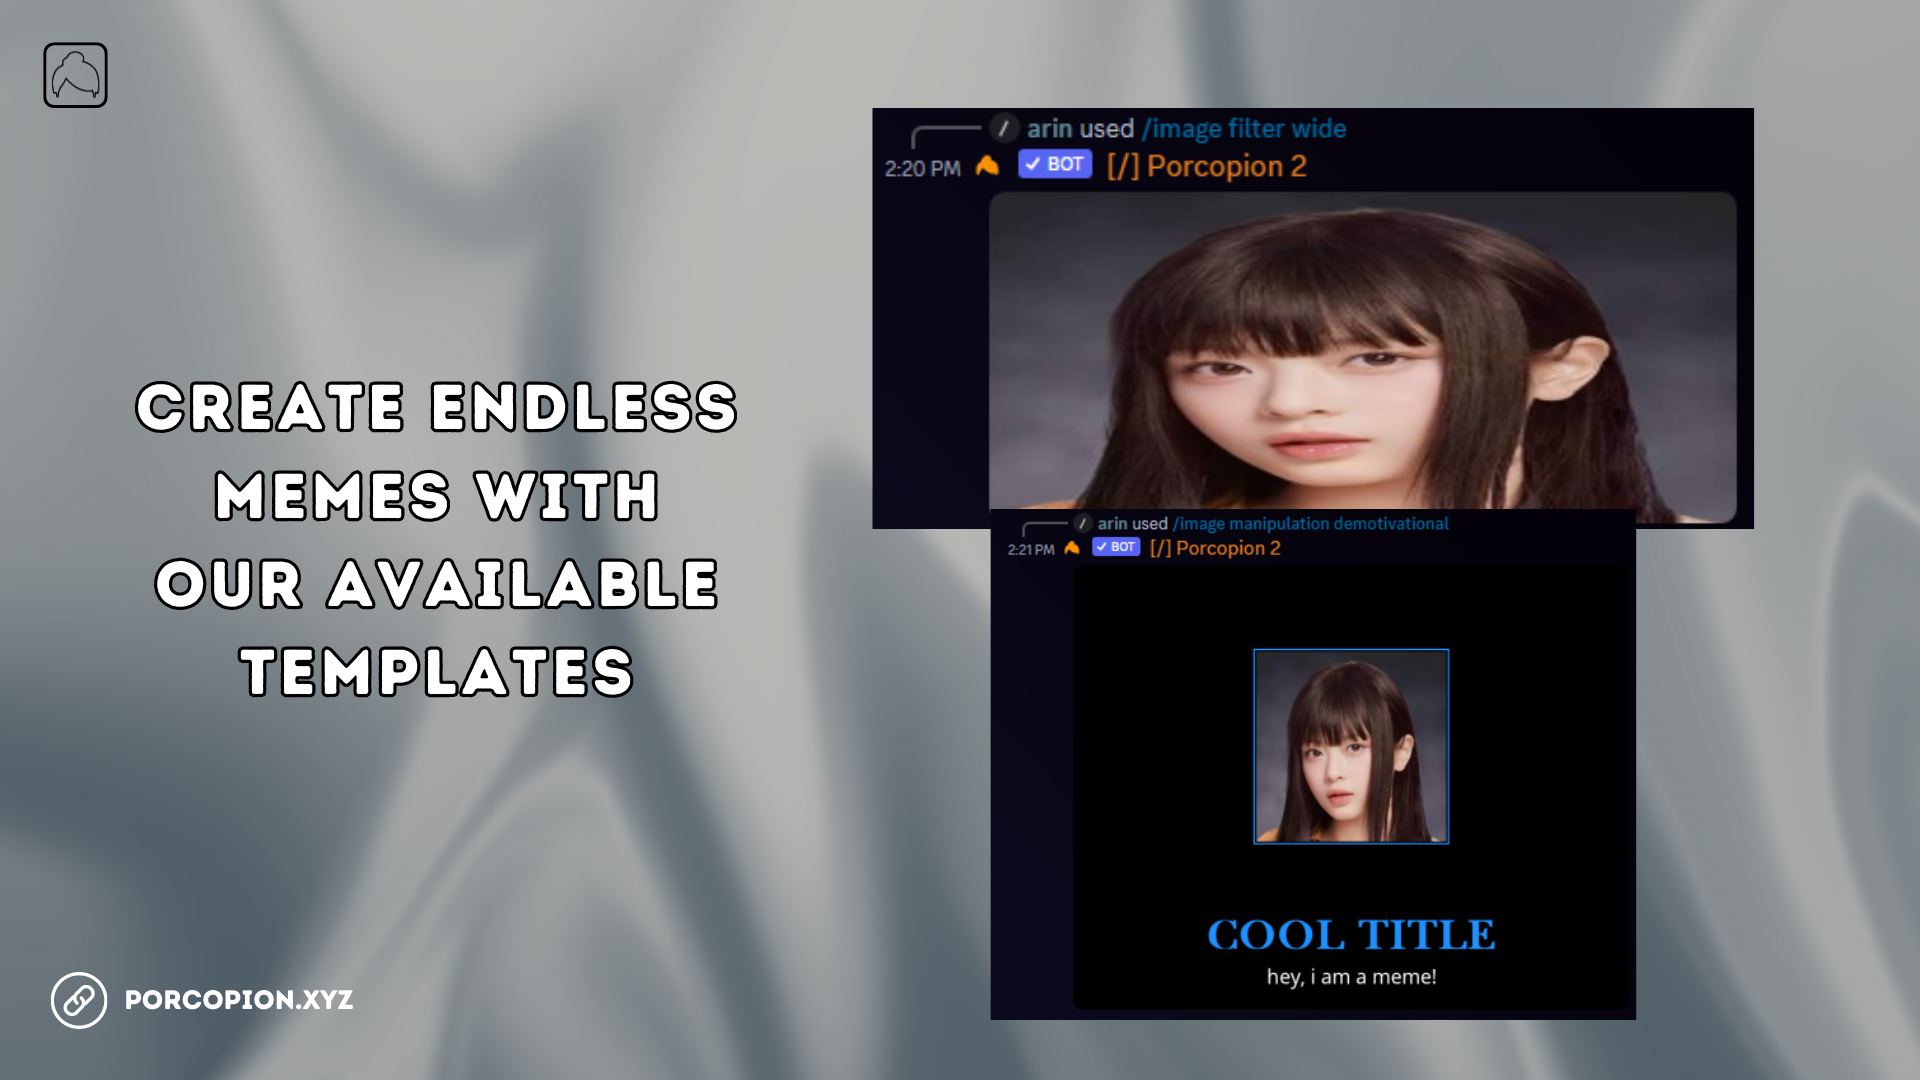 CREATE ENDLESS
MEMES WITH
OUR AVAILABLE
TEMPLATES
PORCOPION.XYZ
/ arin used /image filter wide
2:20 PM ✓ BOT [/] Porcopion 2
/ arin used /image manipulation demotivational
2:21 PM ✓ BOT [/] Porcopion 2
COOL TITLE
hey, i am a meme!